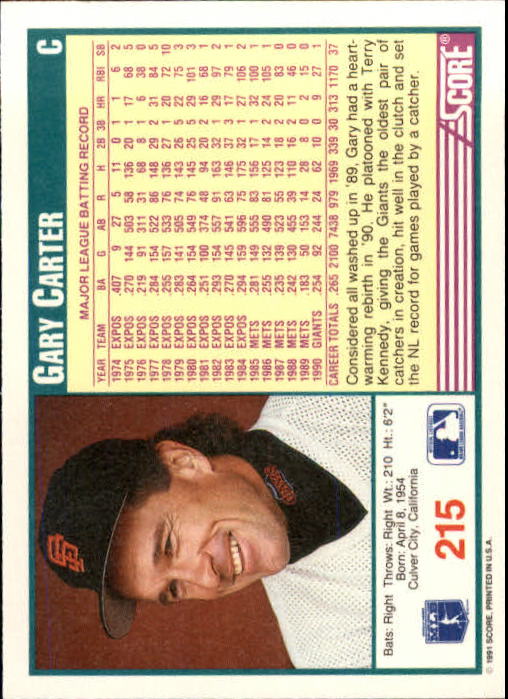 GARY CARTER C
MAJOR LEAGUE BATTING RECORD
YEAR TEAM BA G AB R H 2B 3B HR RBI SB
1974 EXPOS .407 9 27 5 11 0 1 1 6 2
1975 EXPOS .270 144 503 58 136 20 1 17 68 5
1976 EXPOS .219 91 311 31 68 8 1 6 38 0
1977 EXPOS .284 154 522 86 148 29 2 31 84 5
1978 EXPOS .255 157 533 76 136 27 1 20 72 10
1979 EXPOS .283 141 505 74 143 26 5 22 75 3
1980 EXPOS .264 154 549 76 145 25 5 29 101 3
1981 EXPOS .251 100 374 48 94 20 2 16 68 1
1982 EXPOS .293 154 557 91 163 32 1 29 97 2
1983 EXPOS .270 145 541 63 146 37 3 17 79 1
1984 EXPOS .294 159 596 75 175 32 1 27 106 2
1985 METS .281 149 555 83 156 17 1 32 100 1
1986 METS .255 132 490 81 125 14 2 24 105 1
1987 METS .235 139 523 55 123 18 2 20 83 0
1988 METS .242 130 455 39 110 16 2 11 46 0
1989 METS .183 50 153 14 28 8 0 2 15 0
1990 GIANTS .254 92 244 24 62 10 0 9 27 1
CAREER TOTALS .265 2100 7438 979 1969 339 30 313 1170 37
Considered all washed up in '89, Gary had a heart-
warming rebirth in '90. He platooned with Terry
Kennedy, giving the Giants the oldest pair of
catchers in creation, hit well in the clutch and set
the NL record for games played by a catcher.
SCORE
SF
Bats: Right Throws: Right Wt.: 210 Ht.: 6'2"
Born: April 8, 1954
Culver City, California
215
© 1991 SCORE, PRINTED IN U.S.A.